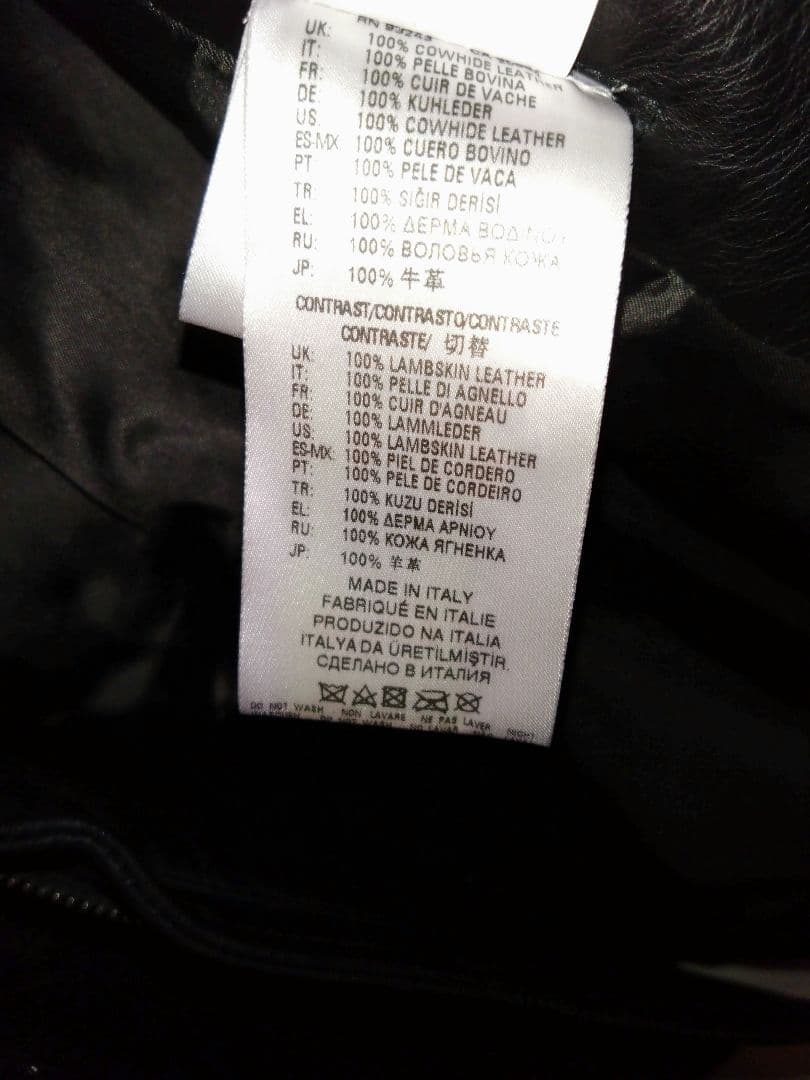 UK: 100% COWHIDE LEATHER
IT: 100% PELLE BOVINA
FR: 100% CUIR DE VACHE
DE: 100% KUHLEDER
US: 100% COWHIDE LEATHER
ES-MX: 100% CUERO BOVINO
PT: 100% PELE DE VACA
TR: 100% SIĞIR DERİSİ
EL: 100% ΔΕΡΜΑ
RU: 100% ВОЛОВЬЯ КОЖА
JP: 100% 牛革
CONTRAST/CONTRASTO/CONTRASTE
CONTRASTE/ 切替
UK: 100% LAMBSKIN LEATHER
IT: 100% PELLE DI AGNELLO
FR: 100% CUIR D'AGNEAU
DE: 100% LAMMLEDER
US: 100% LAMBSKIN LEATHER
ES-MX: 100% PIEL DE CORDERO
PT: 100% PELE DE CORDEIRO
TR: 100% KUZU DERİSİ
EL: 100% ΔΕΡΜΑ ΑΡΝΙΟΥ
RU: 100% КОЖА ЯГНЕНКА
JP: 100% 羊革
MADE IN ITALY
FABRIQUÉ EN ITALIE
PRODUZIDO NA ITALIA
ITALYA DA ÜRETILMIŞTIR.
СДЕЛАНО В ИТАЛИЯ
DO NOT WASH NON LAVARE NE PAS LAVER NICHT